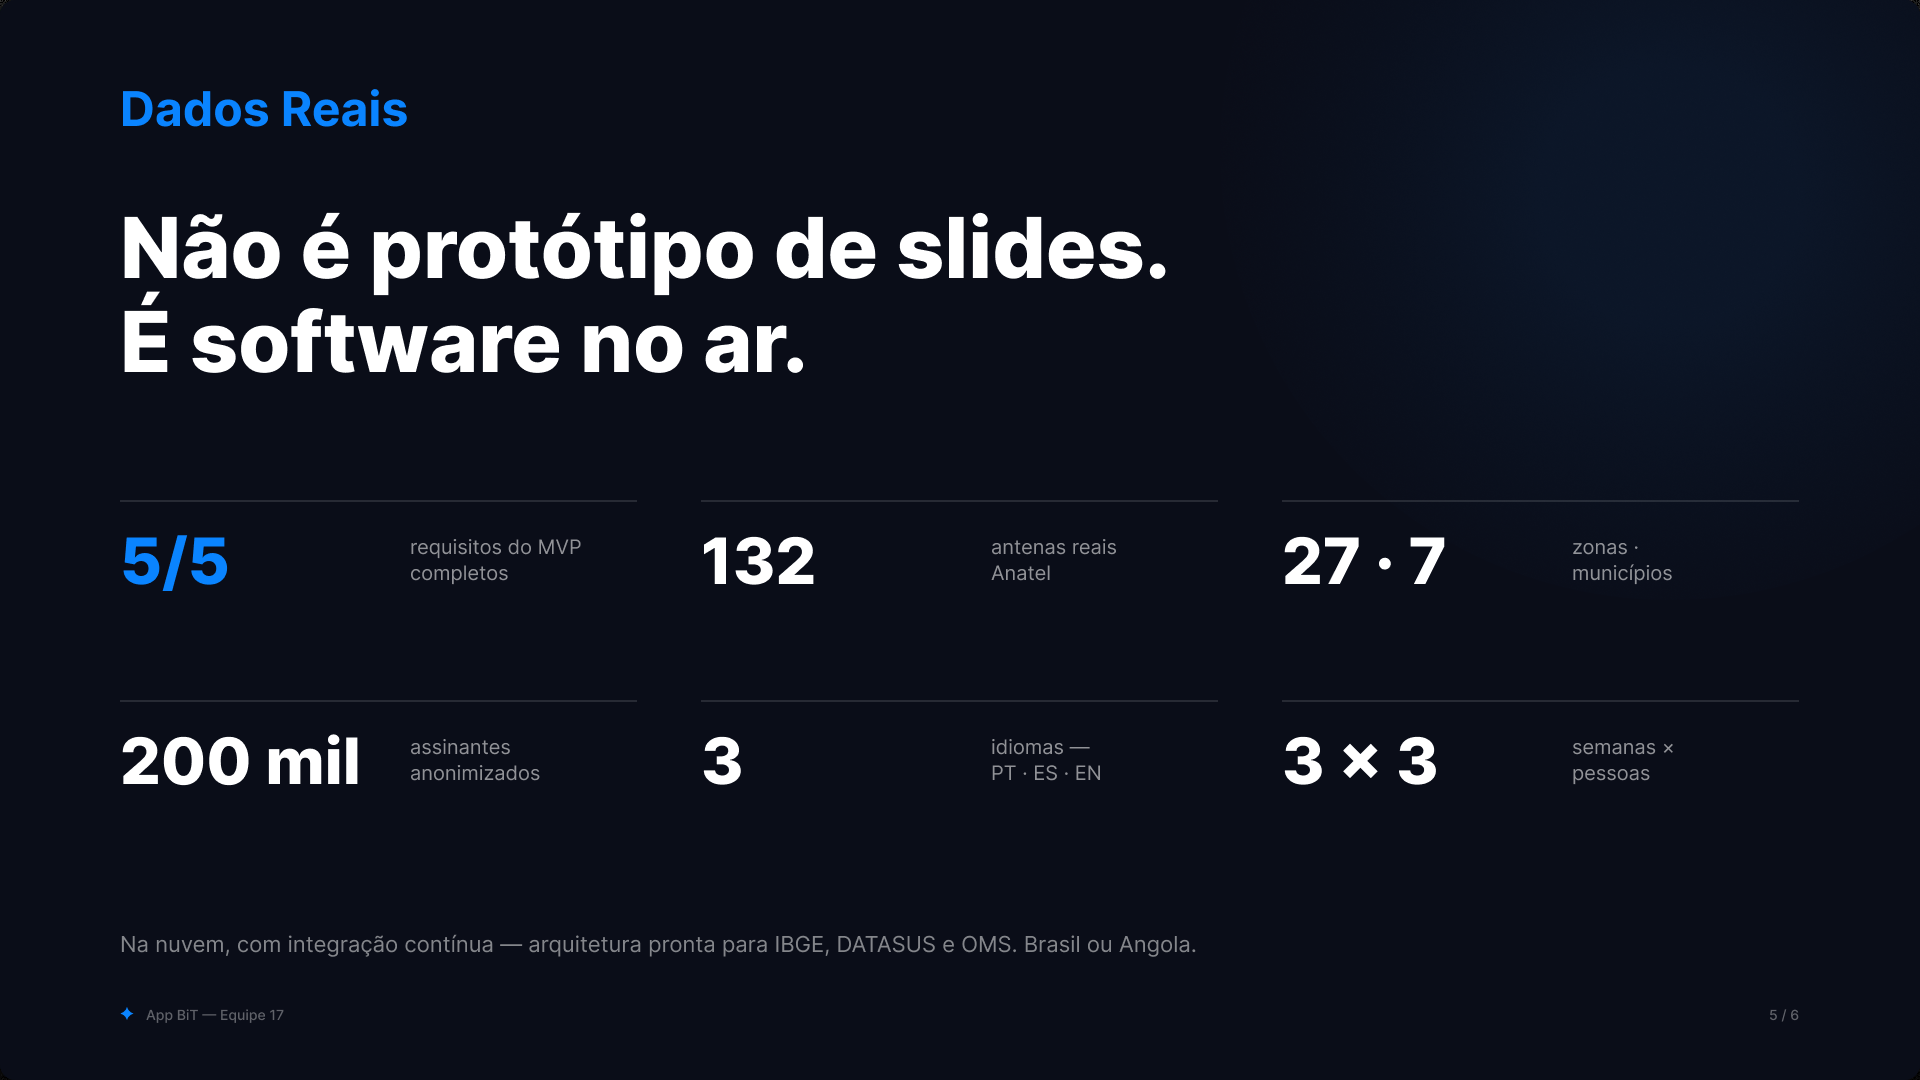 Dados Reais
Não é protótipo de slides.
É software no ar.
5/5
requisitos do MVP
completos
132
antenas reais
Anatel
27 · 7
zonas ·
municípios
200 mil
assinantes
anonimizados
3
idiomas —
PT · ES · EN
3 × 3
semanas ×
pessoas
Na nuvem, com integração contínua — arquitetura pronta para IBGE, DATASUS e OMS. Brasil ou Angola.
App BiT — Equipe 17
5 / 6